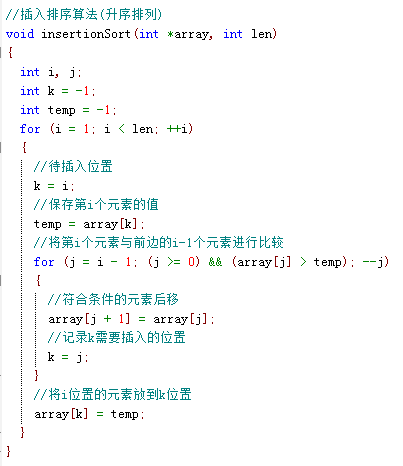 //插入排序算法(升序排列)
void insertionSort(int *array, int len)
{
  int i, j;
  int k = -1;
  int temp = -1;
  for (i = 1; i < len; ++i)
  {
    //待插入位置
    k = i;
    //保存第i个元素的值
    temp = array[k];
    //将第i个元素与前边的i-1个元素进行比较
    for (j = i - 1; (j >= 0) && (array[j] > temp); --j)
    {
      //符合条件的元素后移
      array[j + 1] = array[j];
      //记录k需要插入的位置
      k = j;
    }
    //将i位置的元素放到k位置
    array[k] = temp;
  }
}